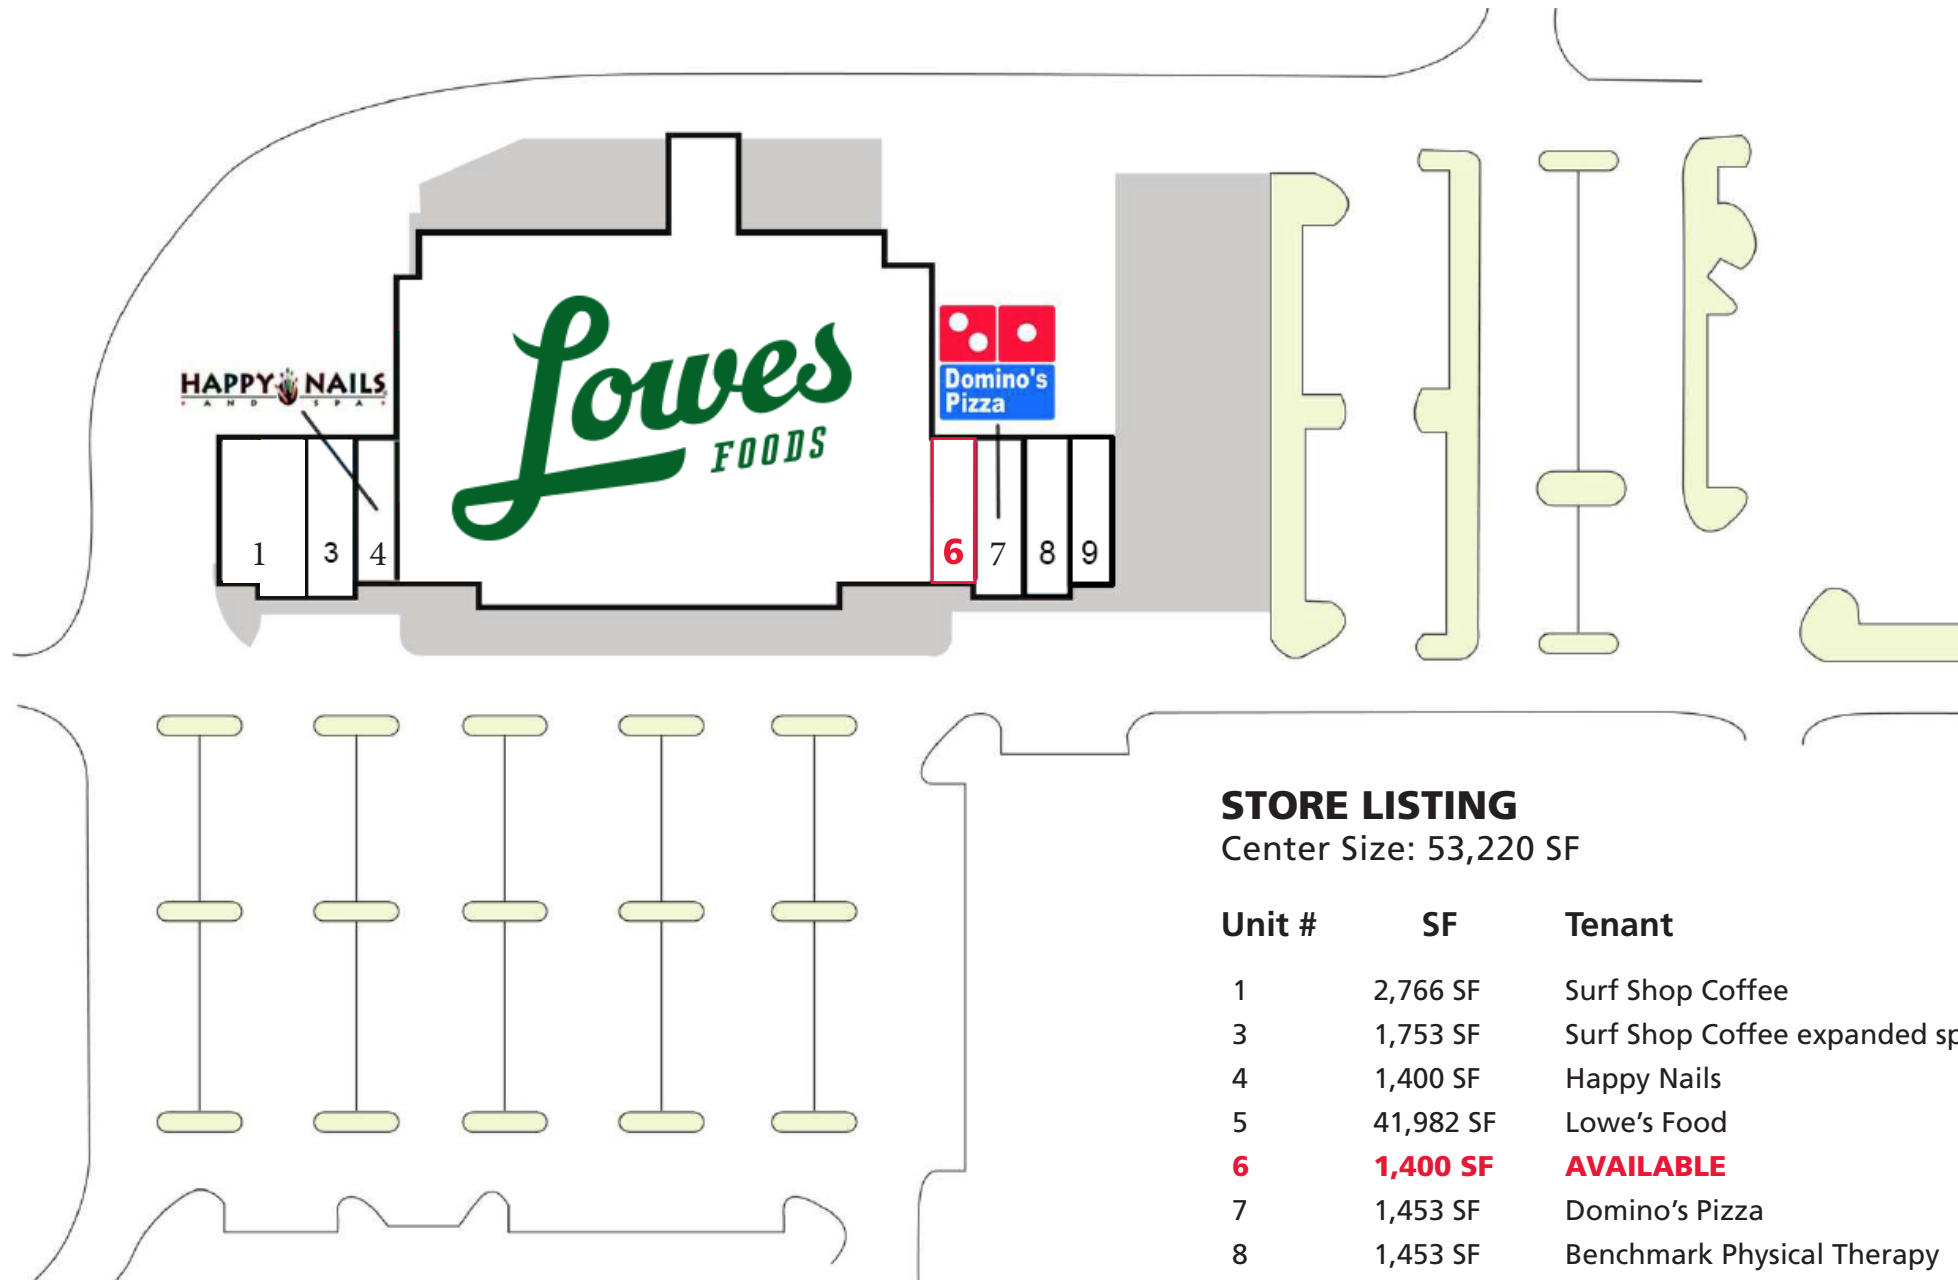 HAPPY NAILS
AND SPA
Lowes
FOODS
Domino's
Pizza
1
3
4
6
7
8
9
STORE LISTING
Center Size: 53,220 SF
Unit # SF Tenant
1 2,766 SF Surf Shop Coffee
3 1,753 SF Surf Shop Coffee expanded sp
4 1,400 SF Happy Nails
5 41,982 SF Lowe’s Food
6 1,400 SF AVAILABLE
7 1,453 SF Domino’s Pizza
8 1,453 SF Benchmark Physical Therapy